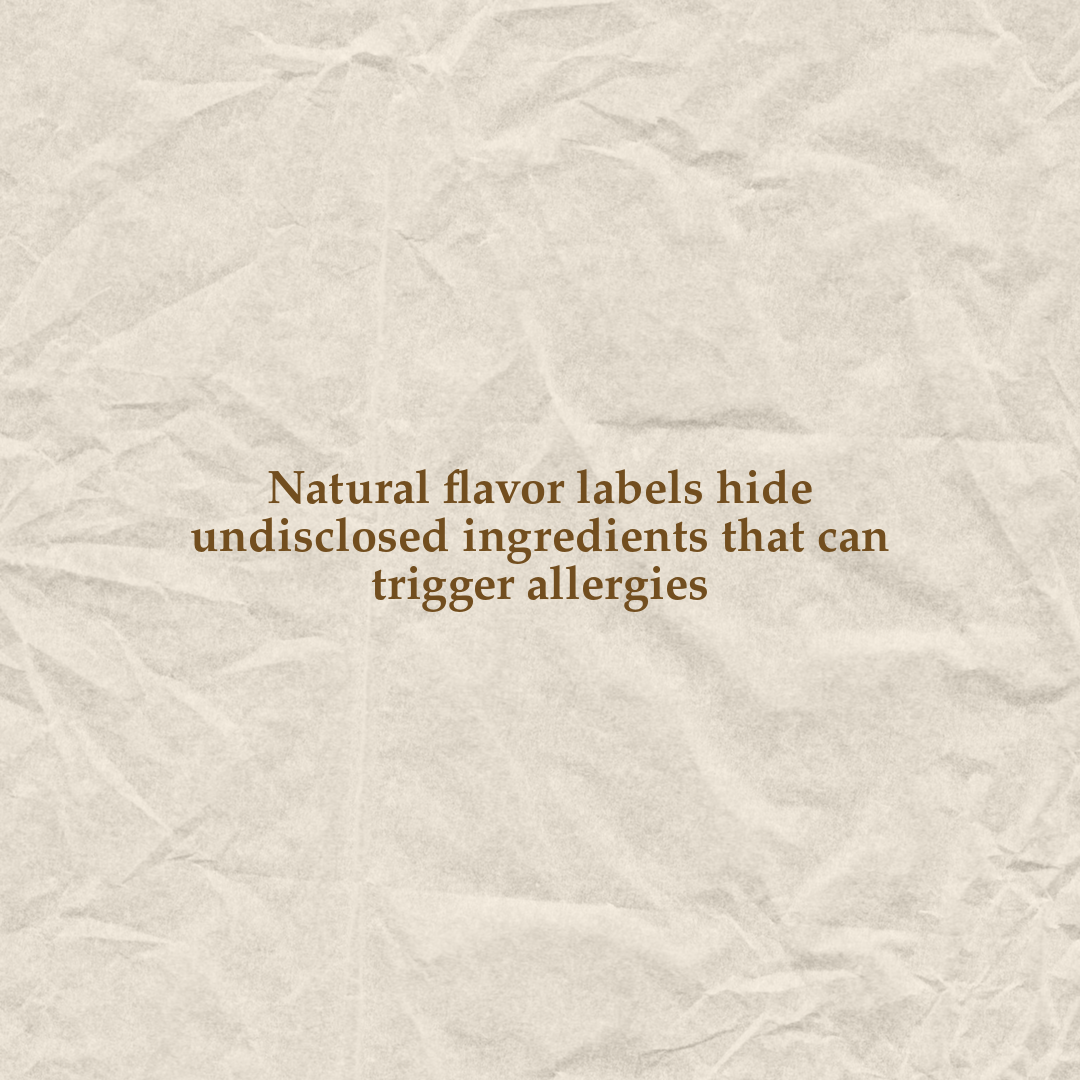 Natural flavor labels hide
undisclosed ingredients that can
trigger allergies